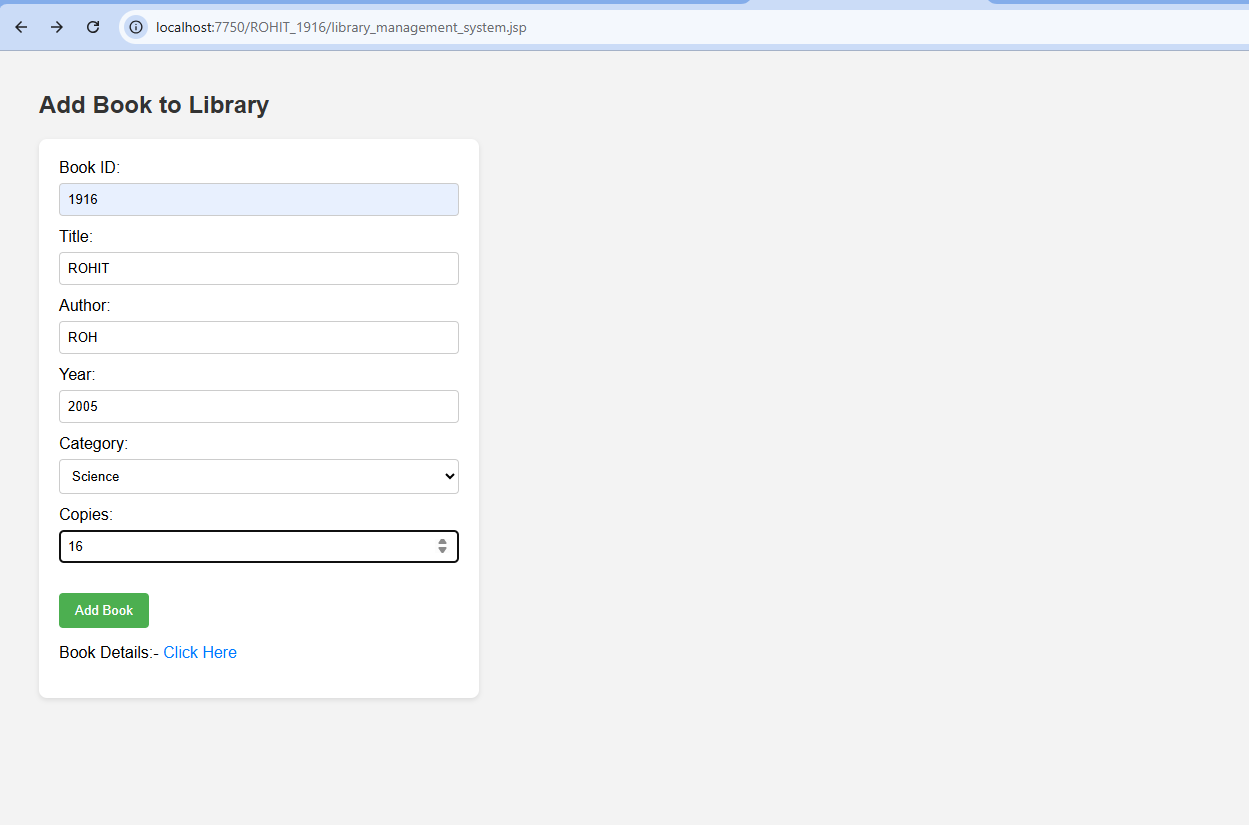 localhost:7750/ROHIT_1916/library_management_system.jsp
Add Book to Library
Book ID:
1916
Title:
ROHIT
Author:
ROH
Year:
2005
Category:
Science
Copies:
16
Add Book
Book Details:- Click Here